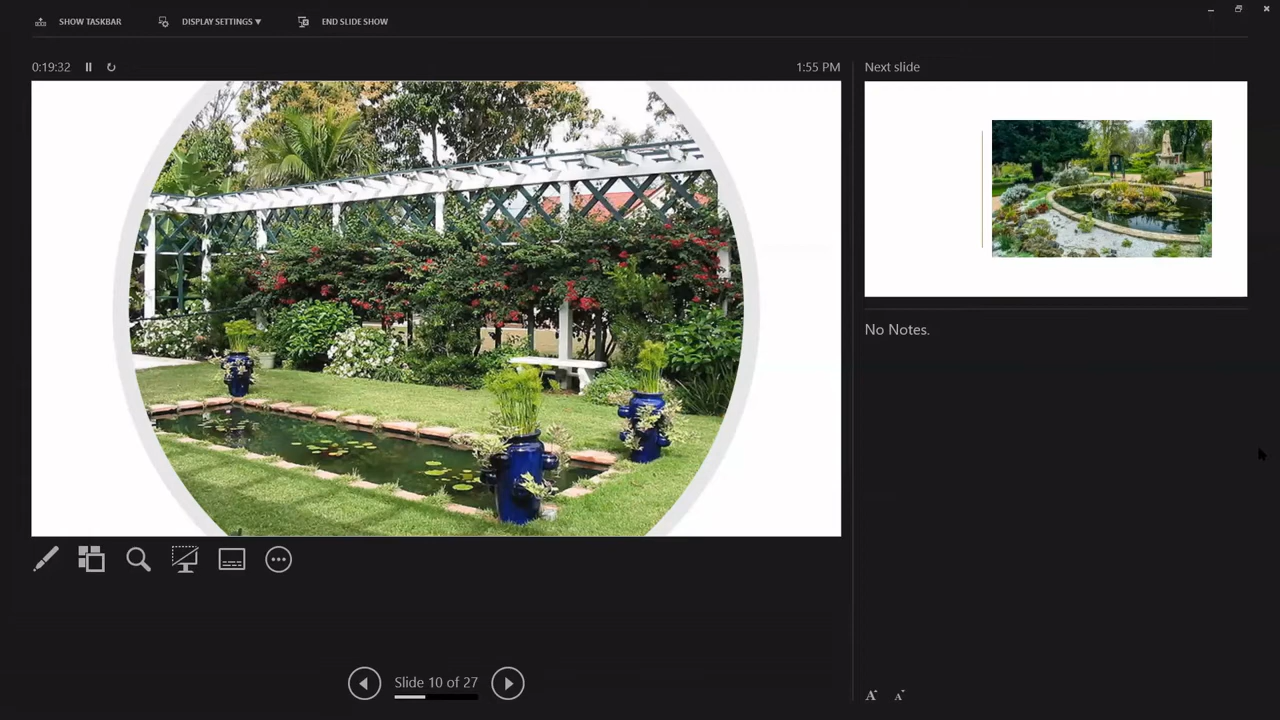 SHOW TASKBAR
DISPLAY SETTINGS ▼
END SLIDE SHOW
0:19:32
1:55 PM
Next slide
No Notes.
Slide 10 of 27
A A